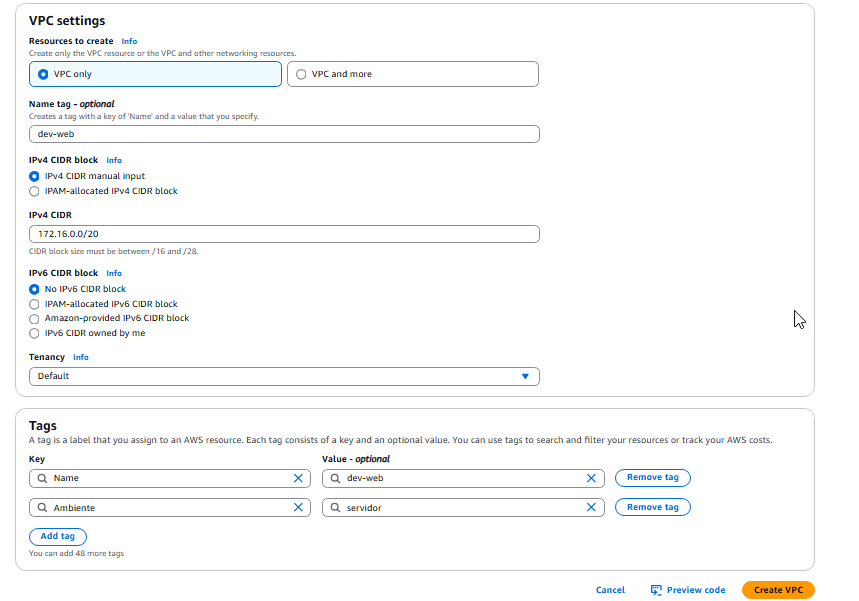 VPC settings
Resources to create Info
Create only the VPC resource or the VPC and other networking resources.
VPC only
VPC and more
Name tag - optional
Creates a tag with a key of 'Name' and a value that you specify.
dev-web
IPv4 CIDR block Info
IPv4 CIDR manual input
IPAM-allocated IPv4 CIDR block
IPv4 CIDR
172.16.0.0/20
CIDR block size must be between /16 and /28.
IPv6 CIDR block Info
No IPv6 CIDR block
IPAM-allocated IPv6 CIDR block
Amazon-provided IPv6 CIDR block
IPv6 CIDR owned by me
Tenancy Info
Default
Tags
A tag is a label that you assign to an AWS resource. Each tag consists of a key and an optional value. You can use tags to search and filter your resources or track your AWS costs.
Key Value - optional
Name dev-web Remove tag
Ambiente servidor Remove tag
Add tag
You can add 48 more tags
Cancel Preview code Create VPC